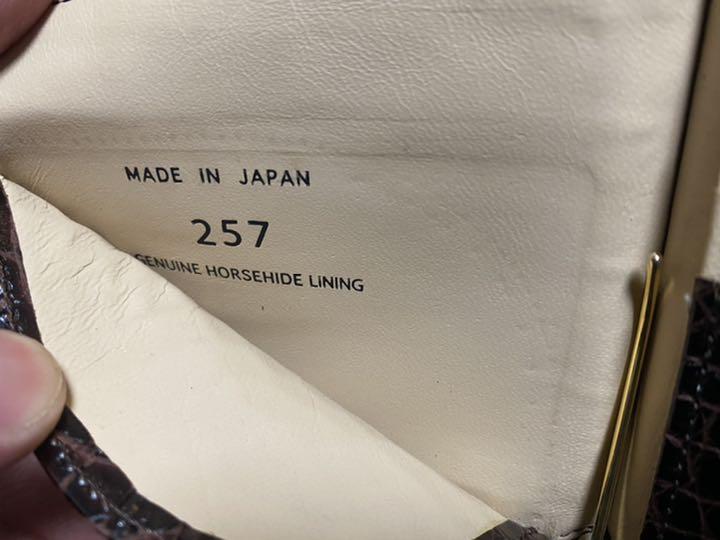 MADE IN JAPAN
257
GENUINE HORSEHIDE LINING